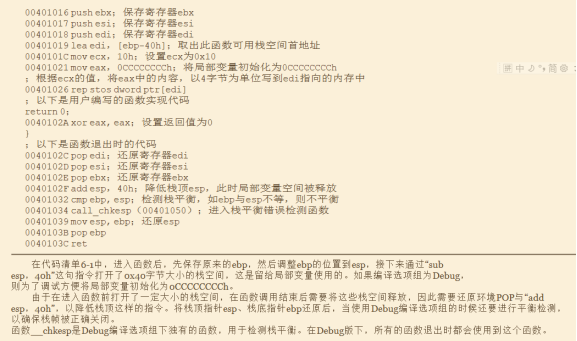 00401016 push ebx; 保存寄存器ebx
00401017 push esi; 保存寄存器esi
00401018 push edi; 保存寄存器edi
00401019 lea edi, [ebp-40h]; 取出此函数可用栈空间首地址
0040101C mov ecx, 10h; 设置ecx为0x10
00401021 mov eax, 0CCCCCCCCh; 将局部变量初始化为0CCCCCCCCh
; 根据ecx的值，将eax中的内容，以4字节为单位写到edi指向的内存中
00401026 rep stos dword ptr[edi]
; 以下是用户编写的函数实现代码
return 0;
0040102A xor eax, eax; 设置返回值为0
}
; 以下是函数退出时的代码
0040102C pop edi; 还原寄存器edi
0040102D pop esi; 还原寄存器esi
0040102E pop ebx; 还原寄存器ebx
0040102F add esp, 40h; 降低栈顶esp，此时局部变量空间被释放
00401032 cmp ebp, esp; 检测栈平衡，如ebp与esp不等，则不平衡
00401034 call_chkesp (00401050); 进入栈平衡错误检测函数
00401039 mov esp, ebp; 还原esp
0040103B pop ebp
0040103C ret
在代码清单6-1中，进入函数后，先保存原来的ebp，然后调整ebp的位置到esp，接下来通过“sub
esp，40h”这句指令打开了0x40字节大小的栈空间，这是留给局部变量使用的。如果编译选项组为Debug，
则为了调试方便将局部变量初始化为0CCCCCCCCh。
由于在进入函数前打开了一定大小的栈空间，在函数调用结束后需要将这些栈空间释放，因此需要还原环境POP与“add
esp，40h”，以降低栈顶这样的指令。将栈顶指针esp、栈底指针ebp还原后，当使用Debug编译选项组的时候还要进行平衡检测，
以确保栈帧被正确关闭。
函数__chkesp是Debug编译选项组下独有的函数，用于检测栈平衡。在Debug版下，所有的函数退出时都会使用到这个函数。